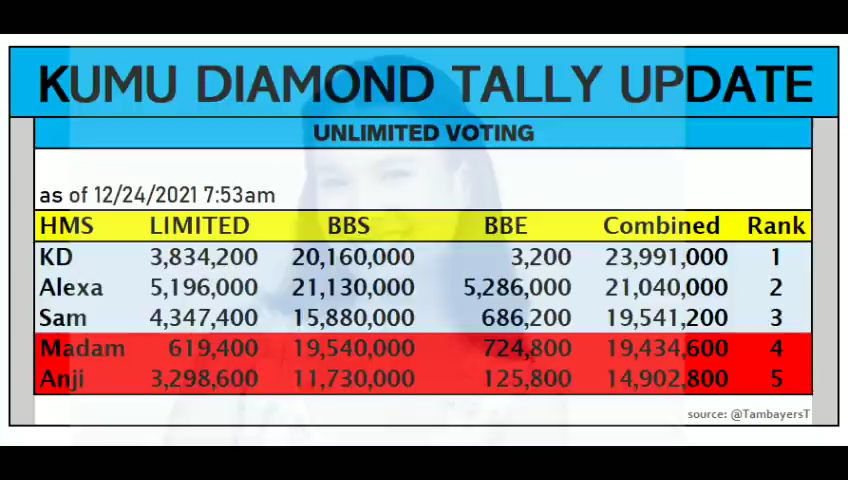 KUMU DIAMOND TALLY UPDATE
UNLIMITED VOTING
as of 12/24/2021 7:53am
HMS LIMITED BBS BBE Combined Rank
KD 3,834,200 20,160,000 3,200 23,991,000 1
Alexa 5,196,000 21,130,000 5,286,000 21,040,000 2
Sam 4,347,400 15,880,000 686,200 19,541,200 3
Madam 619,400 19,540,000 724,800 19,434,600 4
Anji 3,298,600 11,730,000 125,800 14,902,800 5
source: @TambayersT